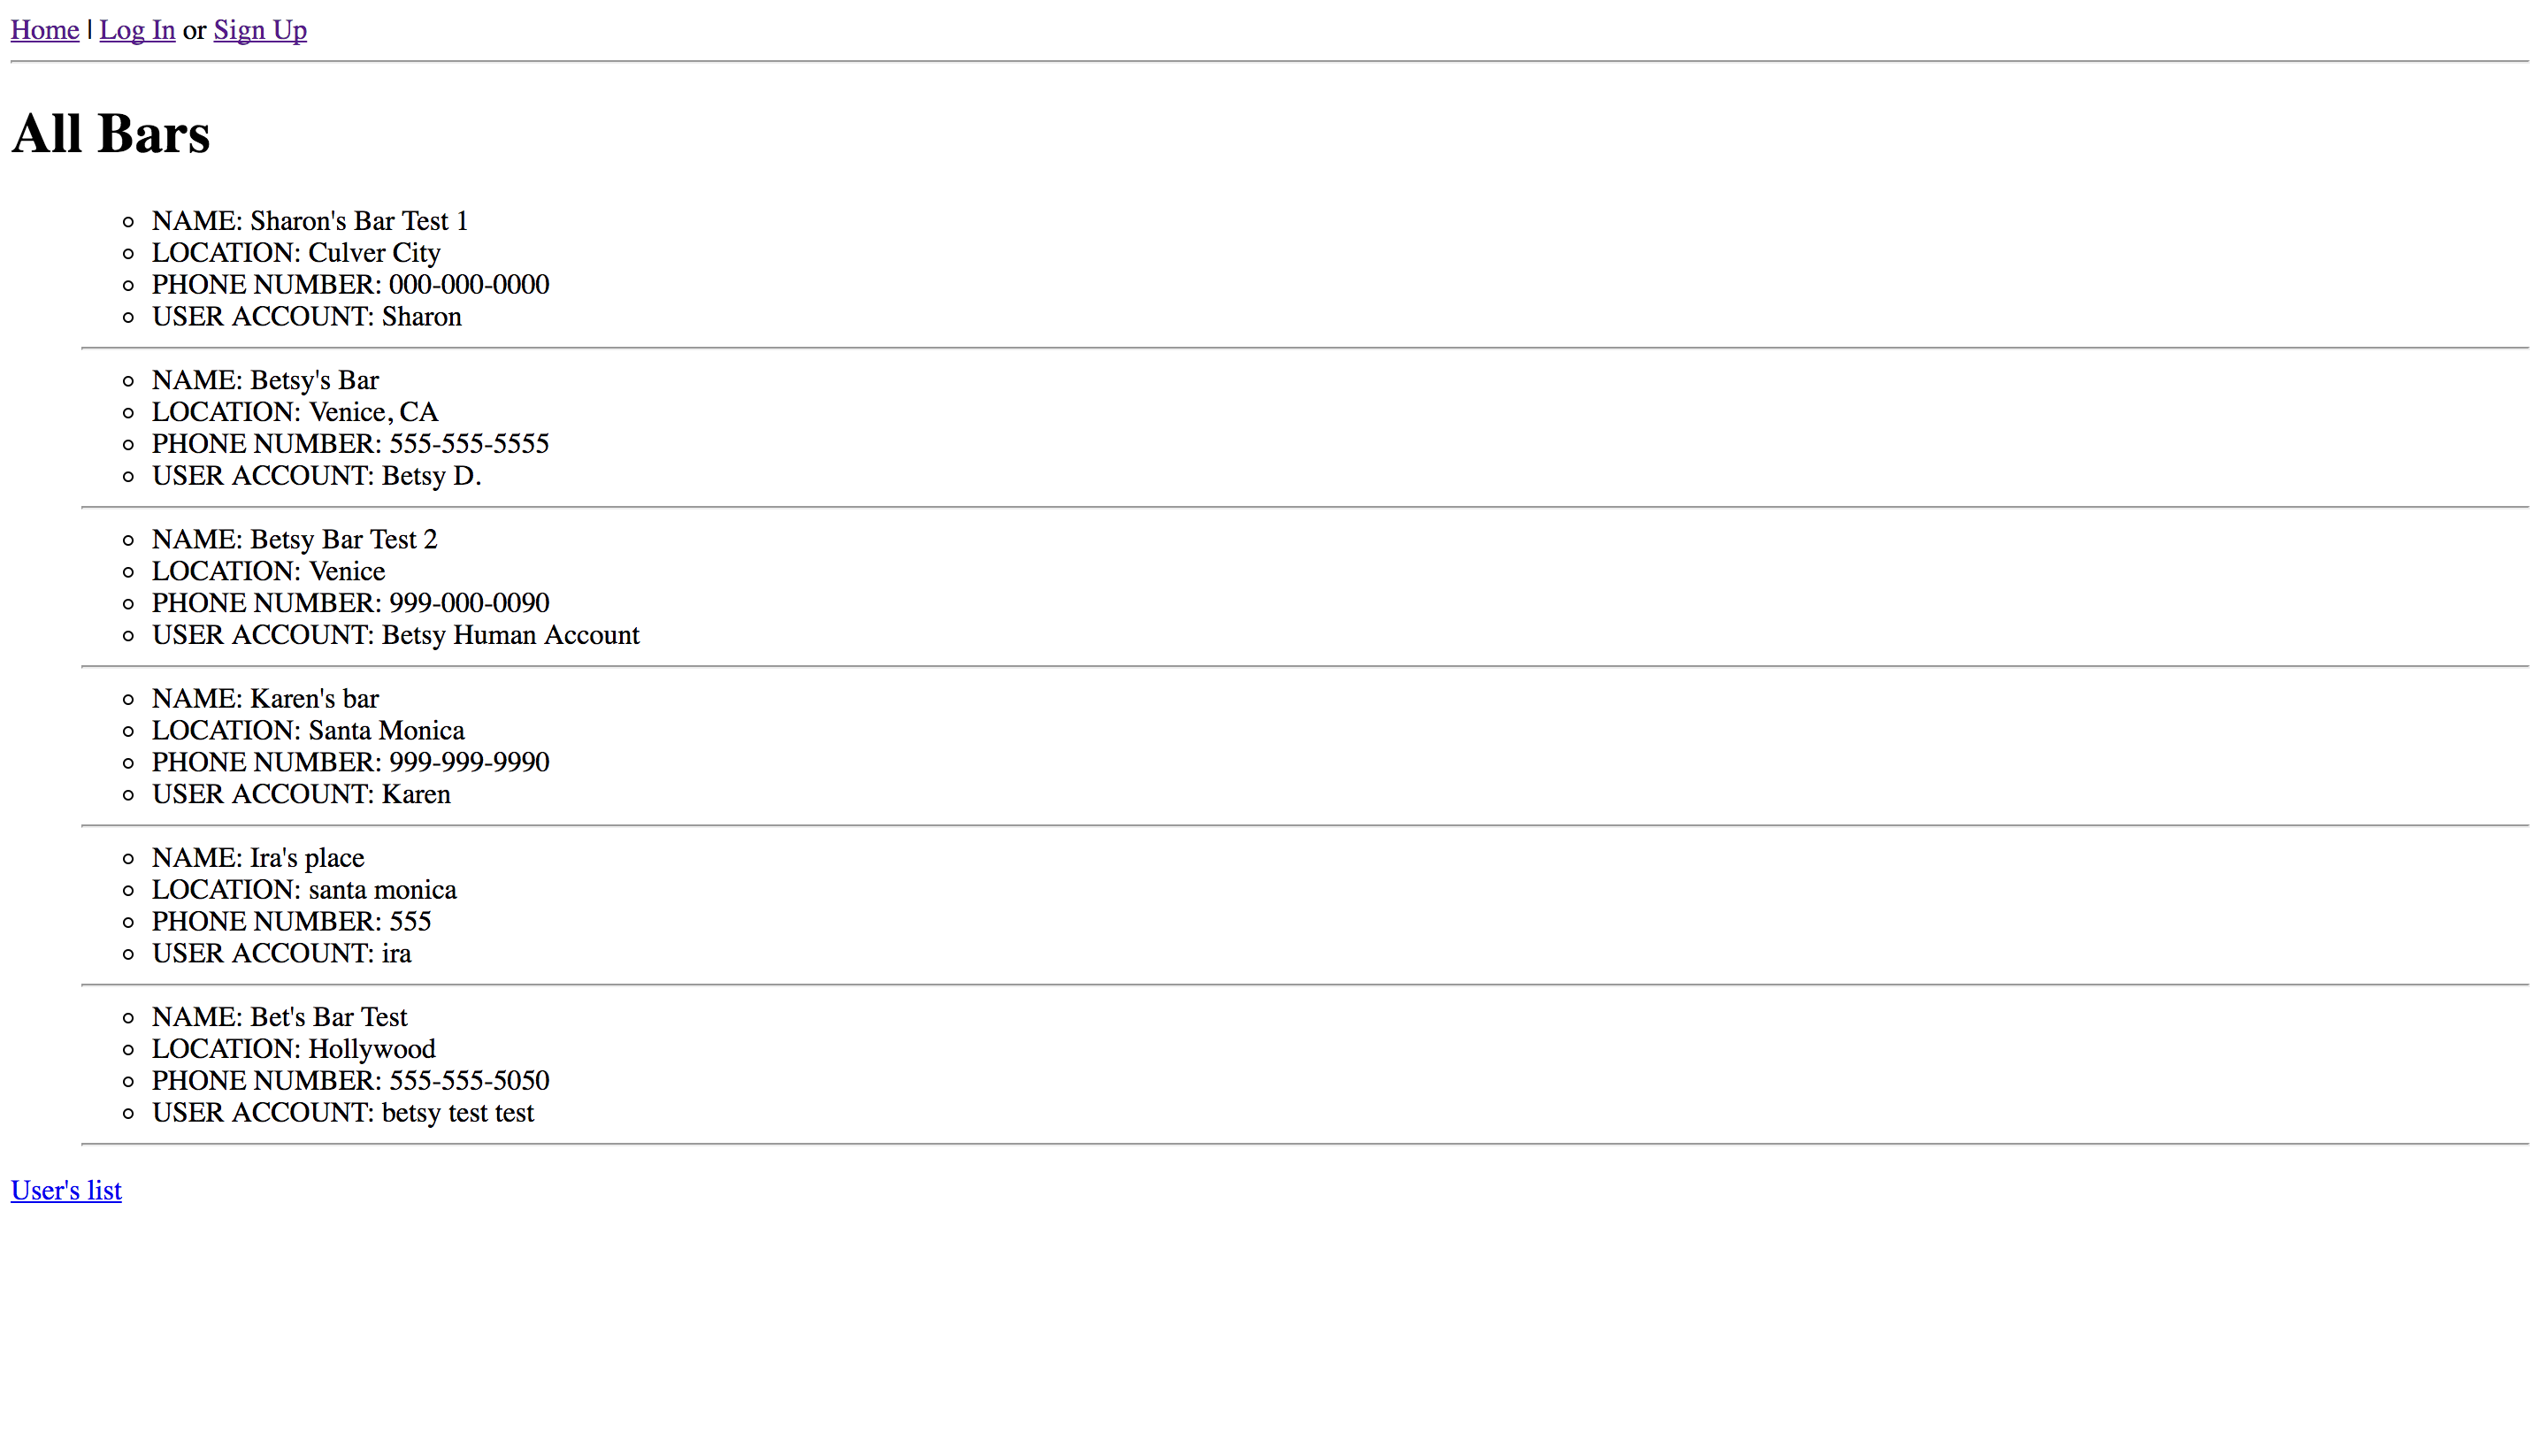 Home | Log In or Sign Up
All Bars
NAME: Sharon's Bar Test 1
LOCATION: Culver City
PHONE NUMBER: 000-000-0000
USER ACCOUNT: Sharon
NAME: Betsy's Bar
LOCATION: Venice, CA
PHONE NUMBER: 555-555-5555
USER ACCOUNT: Betsy D.
NAME: Betsy Bar Test 2
LOCATION: Venice
PHONE NUMBER: 999-000-0090
USER ACCOUNT: Betsy Human Account
NAME: Karen's bar
LOCATION: Santa Monica
PHONE NUMBER: 999-999-9990
USER ACCOUNT: Karen
NAME: Ira's place
LOCATION: santa monica
PHONE NUMBER: 555
USER ACCOUNT: ira
NAME: Bet's Bar Test
LOCATION: Hollywood
PHONE NUMBER: 555-555-5050
USER ACCOUNT: betsy test test
User's list